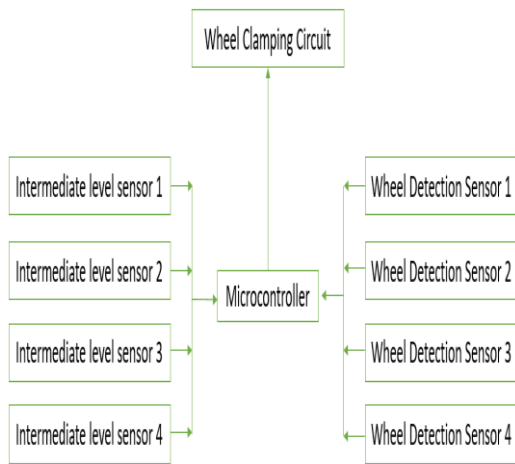 Wheel Clamping Circuit
Intermediate level sensor 1
Wheel Detection Sensor 1
Intermediate level sensor 2
Wheel Detection Sensor 2
Microcontroller
Intermediate level sensor 3
Wheel Detection Sensor 3
Intermediate level sensor 4
Wheel Detection Sensor 4